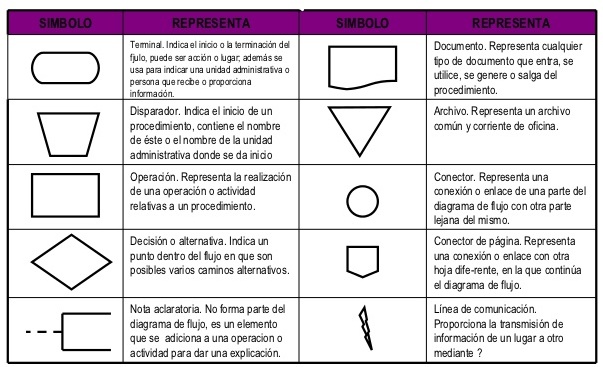 SIMBOLO REPRESENTA SIMBOLO REPRESENTA
Terminal. Indica el inicio o la terminación del
fjulo, puede ser acción o lugar; además se
usa para indicar una unidad administrativa o
persona que recibe o proporciona
información.
Documento. Representa cualquier
tipo de documento que entra, se
utilice, se genere o salga del
procedimiento.
Disparador. Indica el inicio de un
procedimiento, contiene el nombre
de éste o el nombre de la unidad
administrativa donde se da inicio
Archivo. Representa un archivo
común y corriente de oficina.
Operación. Representa la realización
de una operación o actividad
relativas a un procedimiento.
Conector. Representa una
conexión o enlace de una parte del
diagrama de flujo con otra parte
lejana del mismo.
Decisión o alternativa. Indica un
punto dentro del flujo en que son
posibles varios caminos alternativos.
Conector de página. Representa
una conexión o enlace con otra
hoja dife-rente, en la que continúa
el diagrama de flujo.
Nota aclaratoria. No forma parte del
diagrama de flujo, es un elemento
que se adiciona a una operacion o
actividad para dar una explicación.
Línea de comunicación.
Proporciona la transmisión de
información de un lugar a otro
mediante ?